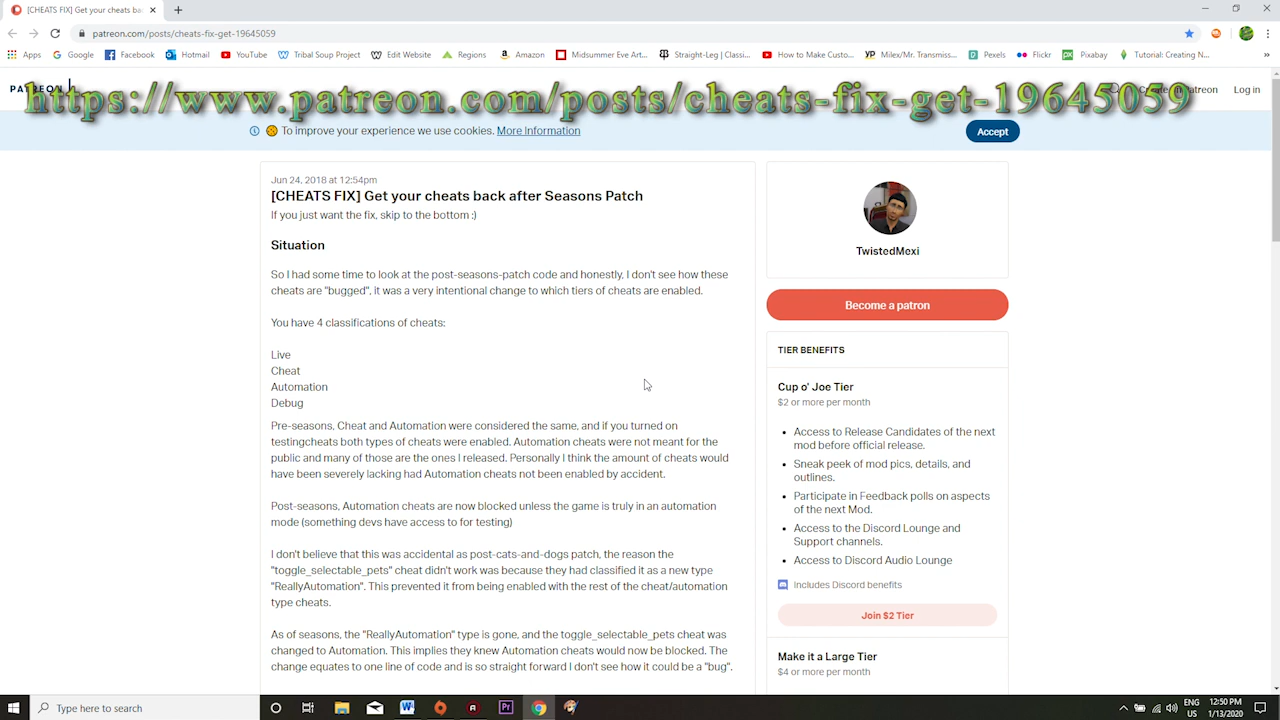 [CHEATS FIX] Get your cheats ba
patreon.com/posts/cheats-fix-get-19645059
Apps Google Facebook Hotmail YouTube Tribal Soup Project Edit Website Regions Amazon Midsummer Eve Art... Straight-Leg | Classi... How to Make Custo... Milex/Mr. Transmiss... Pexels Flickr Pixabay Tutorial: Creating N...
https://www.patreon.com/posts/cheats-fix-get-19645059
PATREON
Log in
To improve your experience we use cookies. More Information
Accept
Jun 24, 2018 at 12:54pm
[CHEATS FIX] Get your cheats back after Seasons Patch
If you just want the fix, skip to the bottom :)
Situation
So I had some time to look at the post-seasons-patch code and honestly, I don't see how these
cheats are "bugged", it was a very intentional change to which tiers of cheats are enabled.
You have 4 classifications of cheats:
Live
Cheat
Automation
Debug
Pre-seasons, Cheat and Automation were considered the same, and if you turned on
testingcheats both types of cheats were enabled. Automation cheats were not meant for the
public and many of those are the ones I released. Personally I think the amount of cheats would
have been severely lacking had Automation cheats not been enabled by accident.
Post-seasons, Automation cheats are now blocked unless the game is truly in an automation
mode (something devs have access to for testing)
I don't believe that this was accidental as post-cats-and-dogs patch, the reason the
"toggle_selectable_pets" cheat didn't work was because they had classified it as a new type
"ReallyAutomation". This prevented it from being enabled with the rest of the cheat/automation
type cheats.
As of seasons, the "ReallyAutomation" type is gone, and the toggle_selectable_pets cheat was
changed to Automation. This implies they knew Automation cheats would now be blocked. The
change equates to one line of code and is so straight forward I don't see how it could be a "bug".
TwistedMexi
Become a patron
TIER BENEFITS
Cup o' Joe Tier
$2 or more per month
• Access to Release Candidates of the next
mod before official release.
• Sneak peek of mod pics, details, and
outlines.
• Participate in Feedback polls on aspects
of the next Mod.
• Access to the Discord Lounge and
Support channels.
• Access to Discord Audio Lounge
Includes Discord benefits
Join $2 Tier
Make it a Large Tier
$4 or more per month
Type here to search
ENG
US
12:50 PM
1/13/2020